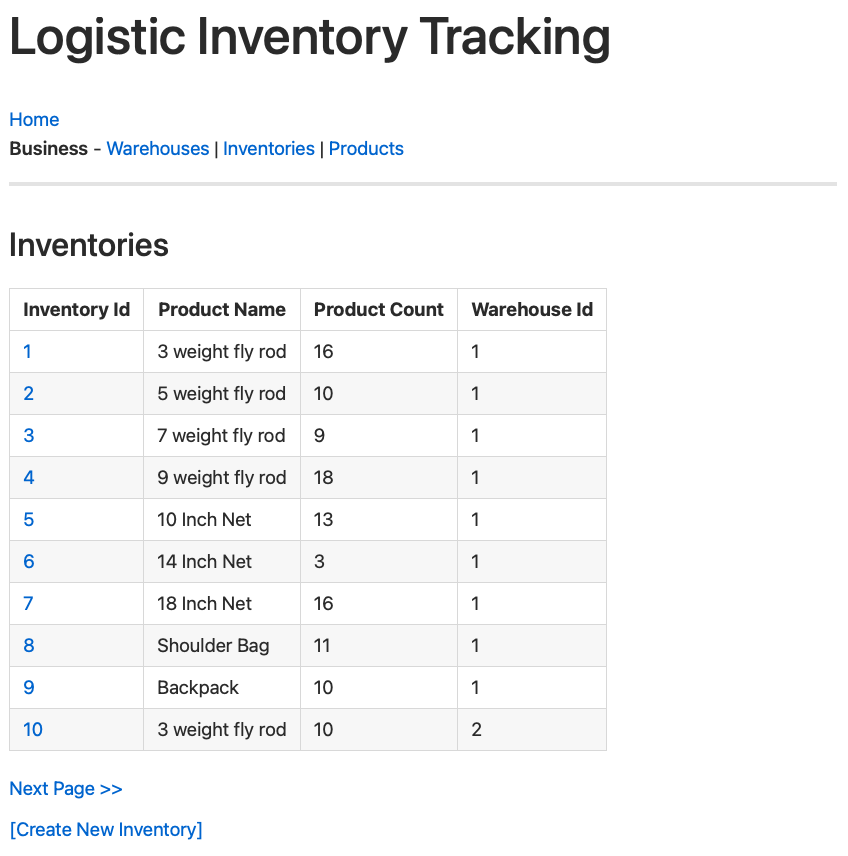 Logistic Inventory Tracking
Home
Business - Warehouses | Inventories | Products
Inventories
Inventory Id Product Name Product Count Warehouse Id
1 3 weight fly rod 16 1
2 5 weight fly rod 10 1
3 7 weight fly rod 9 1
4 9 weight fly rod 18 1
5 10 Inch Net 13 1
6 14 Inch Net 3 1
7 18 Inch Net 16 1
8 Shoulder Bag 11 1
9 Backpack 10 1
10 3 weight fly rod 10 2
Next Page >>
[Create New Inventory]